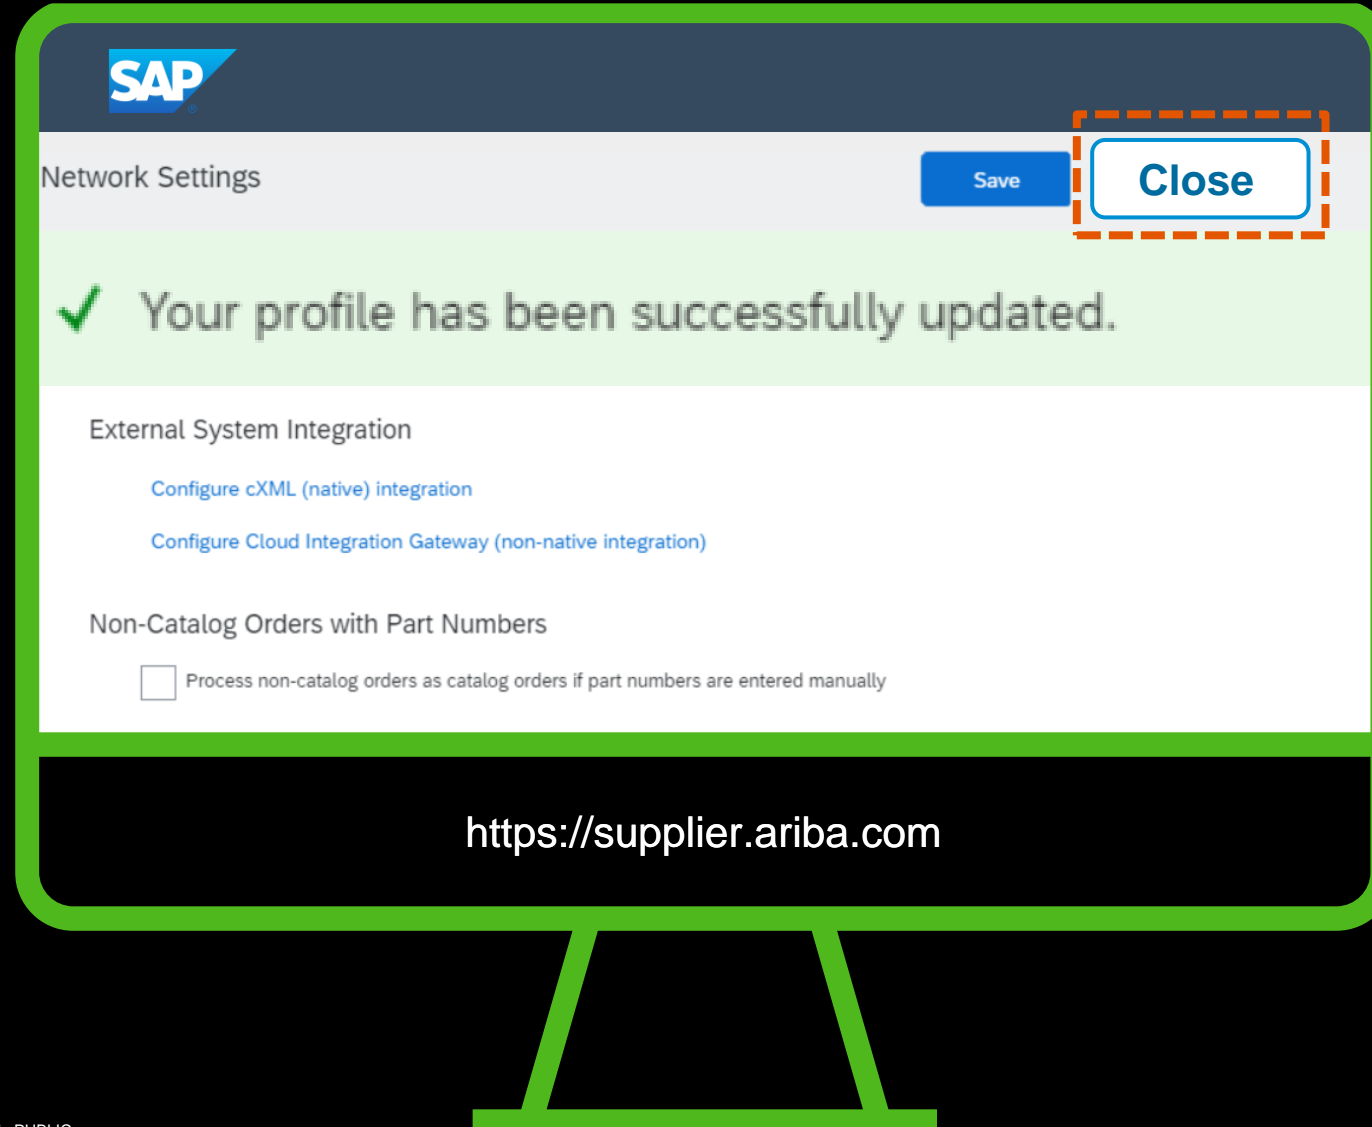 SAP
Network Settings
Save
Close
Your profile has been successfully updated.
External System Integration
Configure cXML (native) integration
Configure Cloud Integration Gateway (non-native integration)
Non-Catalog Orders with Part Numbers
Process non-catalog orders as catalog orders if part numbers are entered manually
https://supplier.ariba.com